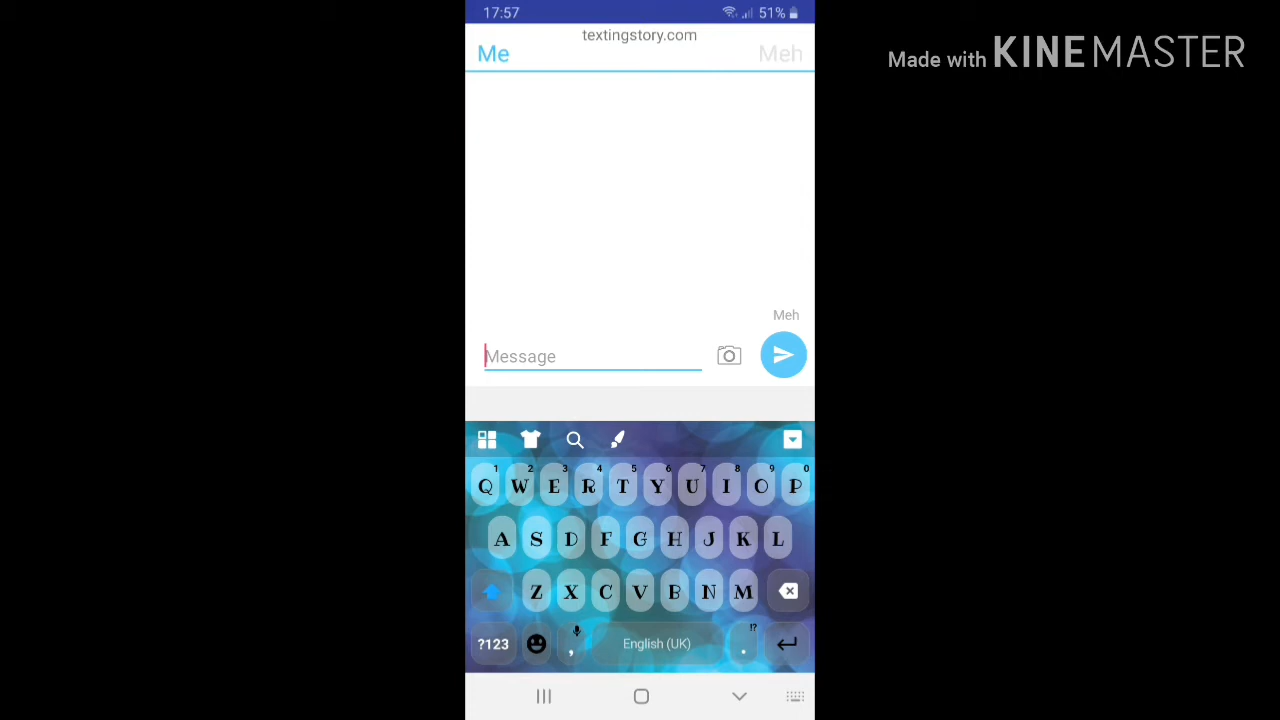 17:57 51%
textingstory.com
Me Meh
Made with KINEMASTER
Meh
Message
1 2 3 4 5 6 7 8 9 0
Q W E R T Y U I O P
A S D F G H J K L
Z X C V B N M
!?
?123 , English (UK) .